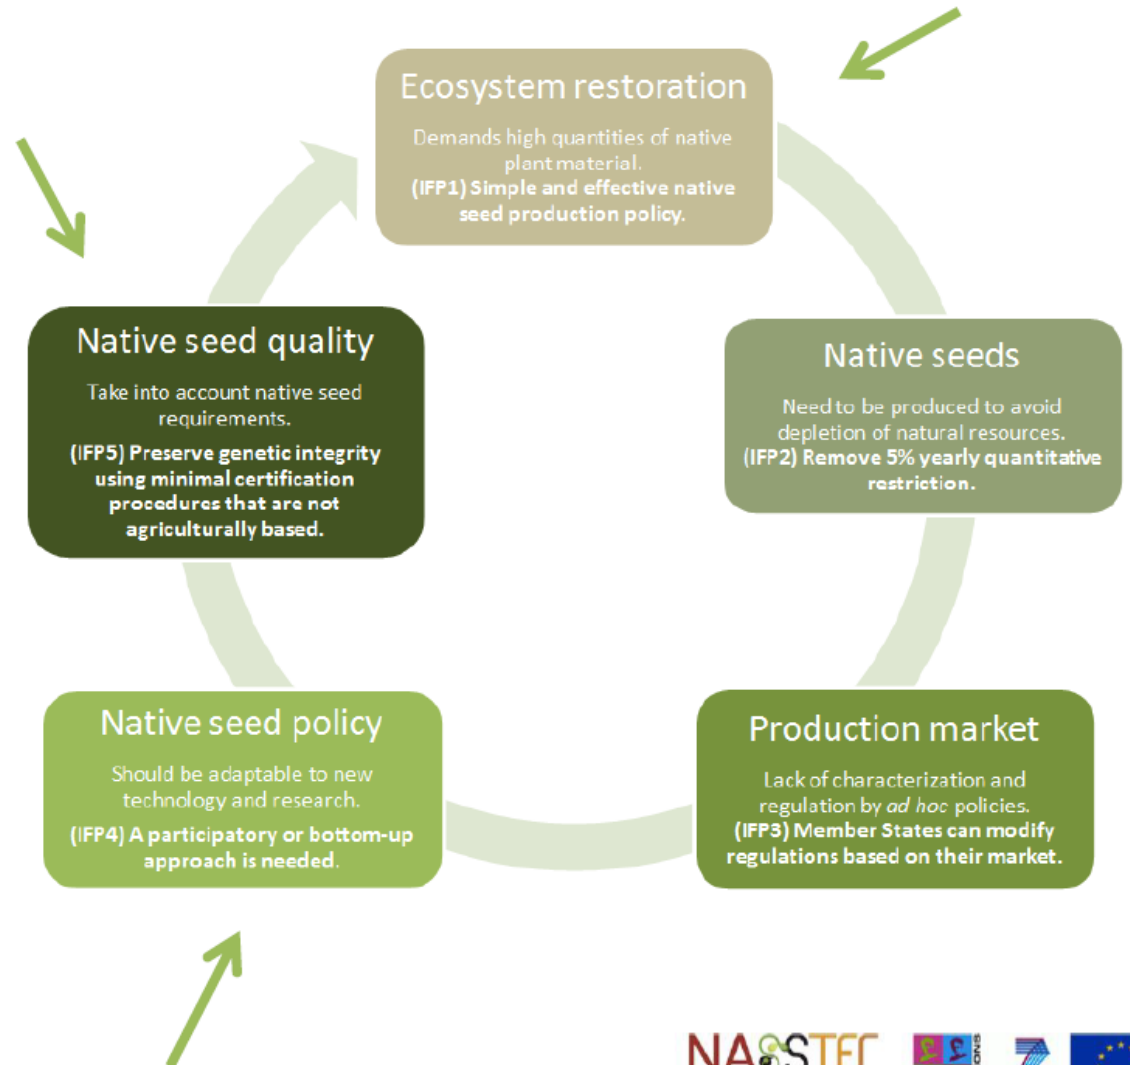 Ecosystem restoration
Demands high quantities of native
plant material.
(IFP1) Simple and effective native
seed production policy.
Native seeds
Need to be produced to avoid
depletion of natural resources.
(IFP2) Remove 5% yearly quantitative
restriction.
Production market
Lack of characterization and
regulation by ad hoc policies.
(IFP3) Member States can modify
regulations based on their market.
Native seed policy
Should be adaptable to new
technology and research.
(IFP4) A participatory or bottom-up
approach is needed.
Native seed quality
Take into account native seed
requirements.
(IFP5) Preserve genetic integrity
using minimal certification
procedures that are not
agriculturally based.